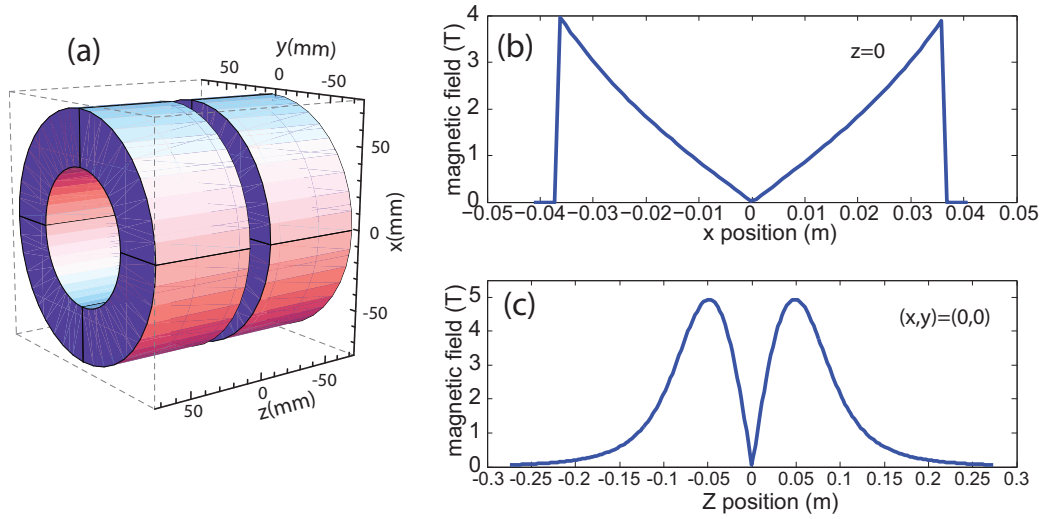 (a)
y(mm)
50
0
-50
50
0
-50
x(mm)
50
0
-50
z(mm)
(b)
z=0
magnetic field (T)
4
3
2
1
0
-0.05 -0.04 -0.03 -0.02 -0.01 0 0.01 0.02 0.03 0.04 0.05
x position (m)
(c)
(x,y)=(0,0)
magnetic field (T)
5
4
3
2
1
0
-0.3 -0.25 -0.2 -0.15 -0.1 -0.05 0 0.05 0.1 0.15 0.2 0.25 0.3
Z position (m)